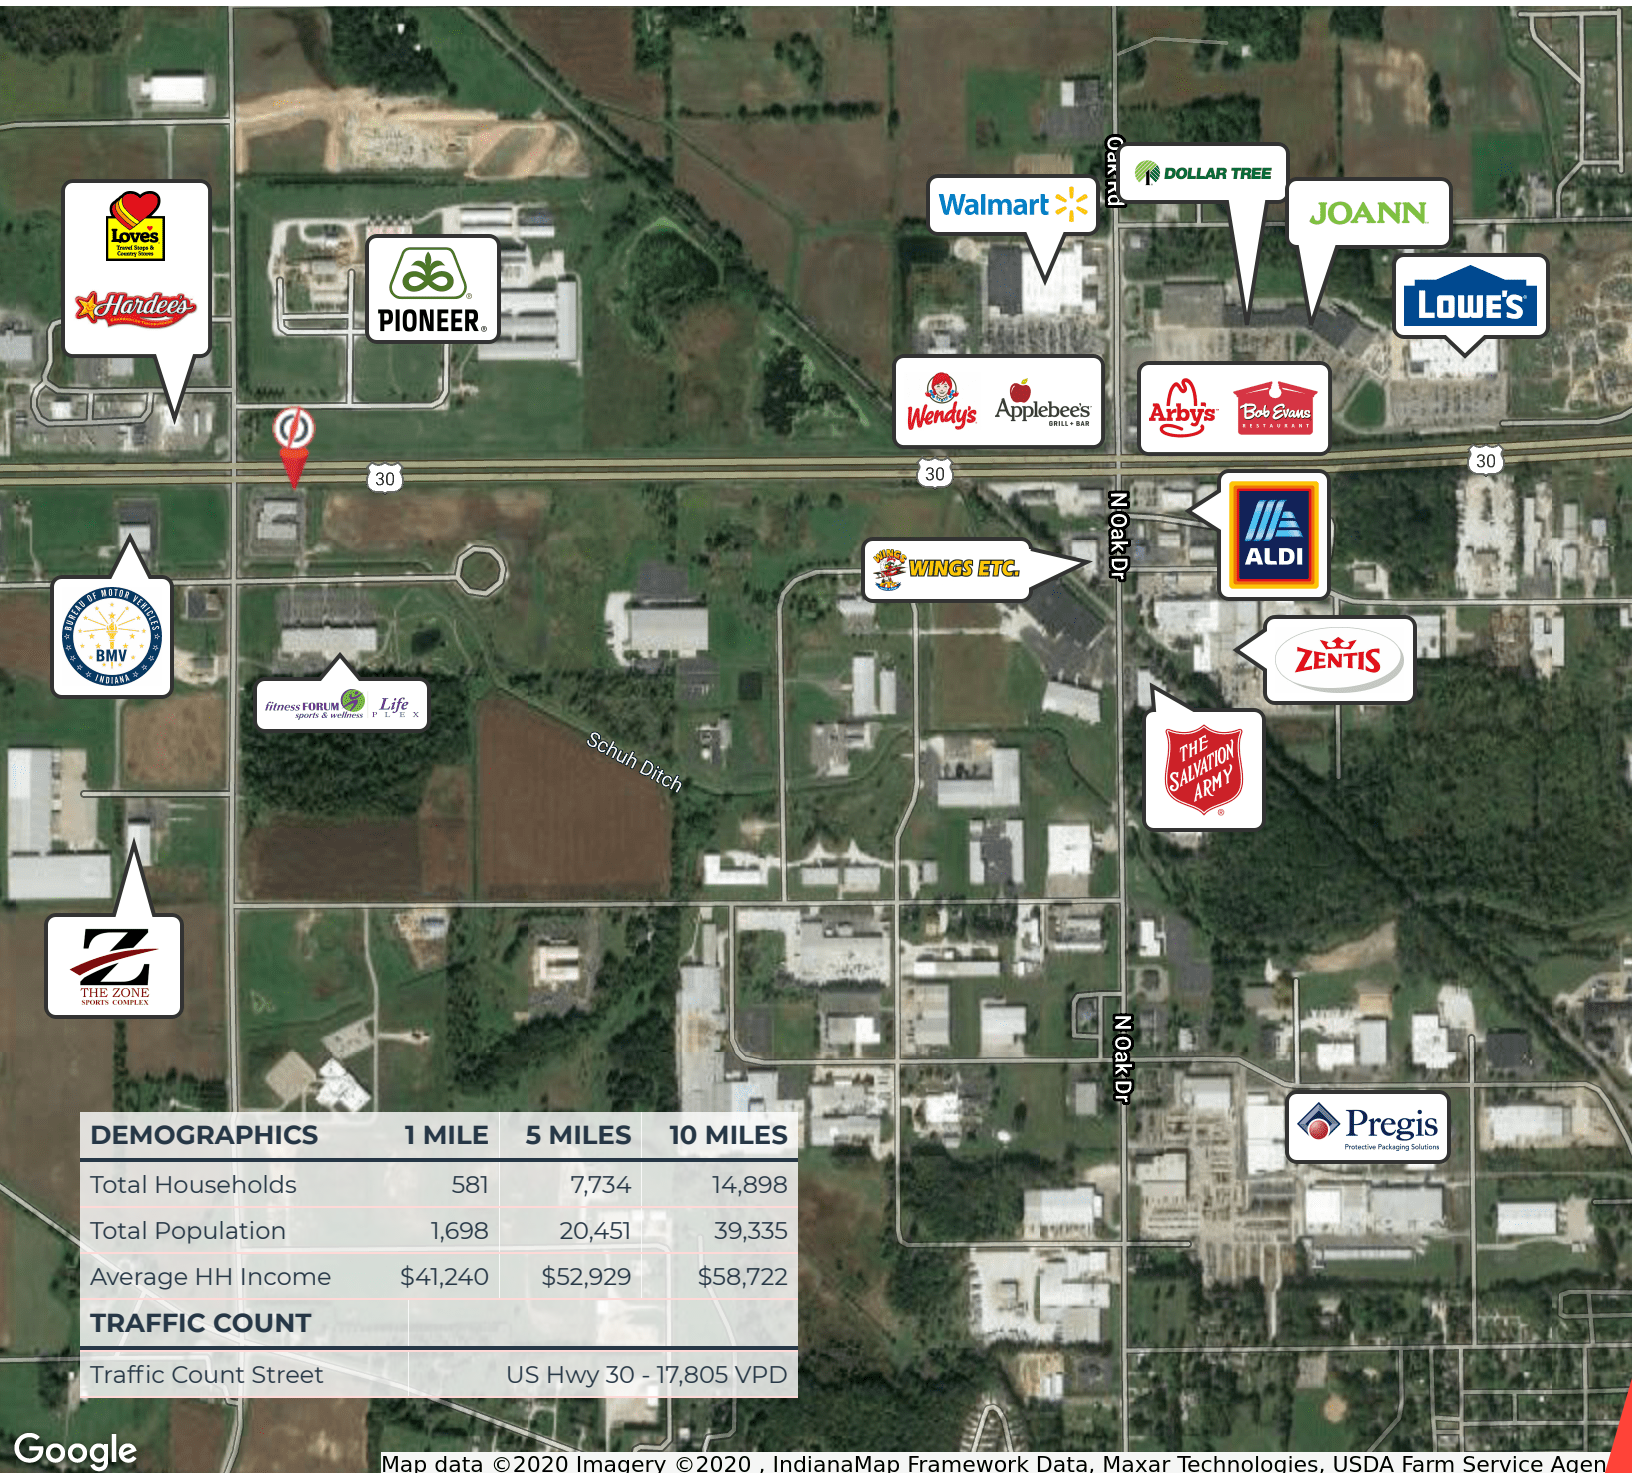 Oak Rd
DOLLAR TREE
Walmart
JOANN
Love's
Travel Stops &
Country Stores
Hardee's
PIONEER®
LOWE'S
Wendy's
Applebee's
GRILL + BAR
Arby's
Bob Evans
RESTAURANT
30
30
30
N Oak Dr
ALDI
WINGS
WINGS ETC.
BUREAU OF MOTOR VEHICLES
BMV
INDIANA
ZENTIS
fitness FORUM
sports & wellness
Life
PLEX
Schuh Ditch
THE
SALVATION
ARMY
®
Z
THE ZONE
SPORTS COMPLEX
N Oak Dr
Pregis
Protective Packaging Solutions
DEMOGRAPHICS 1 MILE 5 MILES 10 MILES
Total Households 581 7,734 14,898
Total Population 1,698 20,451 39,335
Average HH Income $41,240 $52,929 $58,722
TRAFFIC COUNT
Traffic Count Street US Hwy 30 - 17,805 VPD
Google
Map data ©2020 Imagery ©2020 , IndianaMap Framework Data, Maxar Technologies, USDA Farm Service Agen